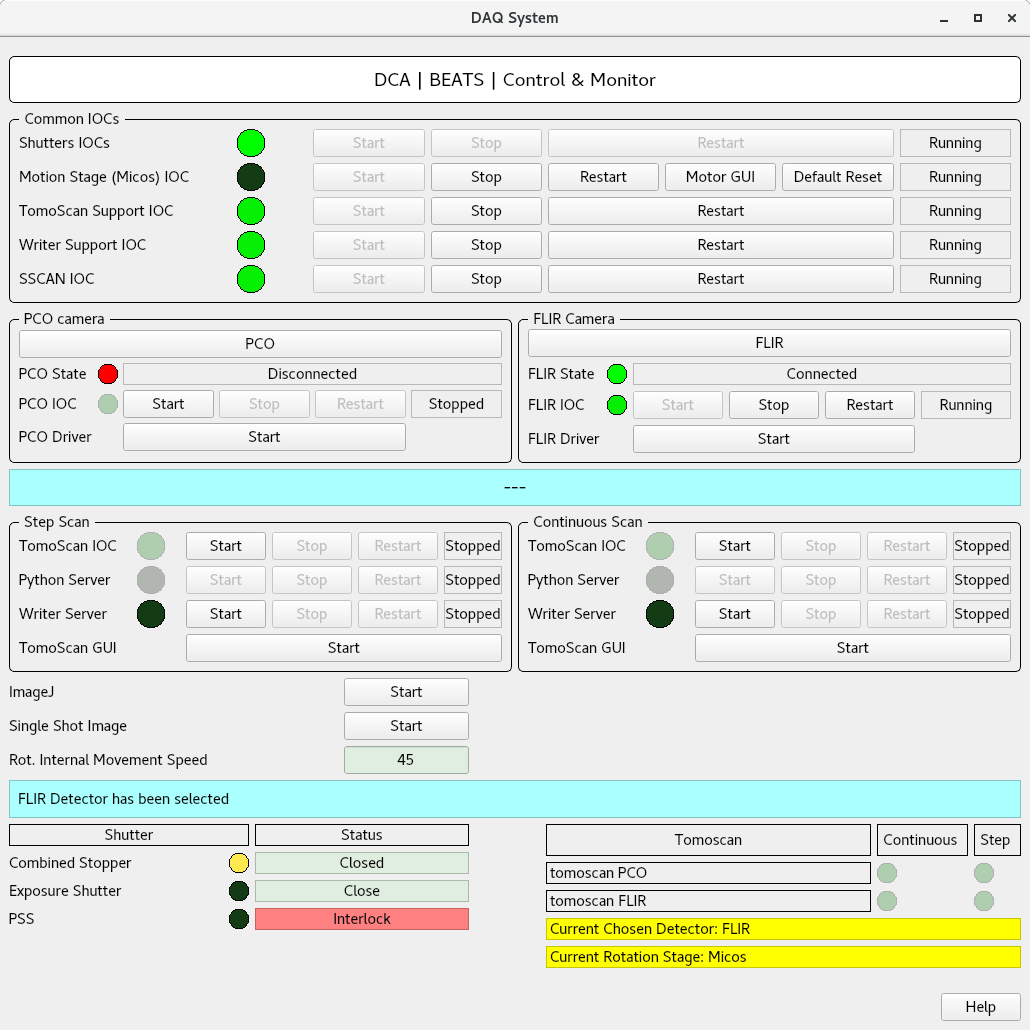 DAQ System
DCA | BEATS | Control & Monitor
Common IOCs
Shutters IOCs Start Stop Restart Running
Motion Stage (Micos) IOC Start Stop Restart Motor GUI Default Reset Running
TomoScan Support IOC Start Stop Restart Running
Writer Support IOC Start Stop Restart Running
SSCAN IOC Start Stop Restart Running
PCO camera
PCO
PCO State Disconnected
PCO IOC Start Stop Restart Stopped
PCO Driver Start
FLIR Camera
FLIR
FLIR State Connected
FLIR IOC Start Stop Restart Running
FLIR Driver Start
---
Step Scan
TomoScan IOC Start Stop Restart Stopped
Python Server Start Stop Restart Stopped
Writer Server Start Stop Restart Stopped
TomoScan GUI Start
Continuous Scan
TomoScan IOC Start Stop Restart Stopped
Python Server Start Stop Restart Stopped
Writer Server Start Stop Restart Stopped
TomoScan GUI Start
ImageJ Start
Single Shot Image Start
Rot. Internal Movement Speed 45
FLIR Detector has been selected
Shutter Status
Combined Stopper Closed
Exposure Shutter Close
PSS Interlock
Tomoscan Continuous Step
tomoscan PCO
tomoscan FLIR
Current Chosen Detector: FLIR
Current Rotation Stage: Micos
Help